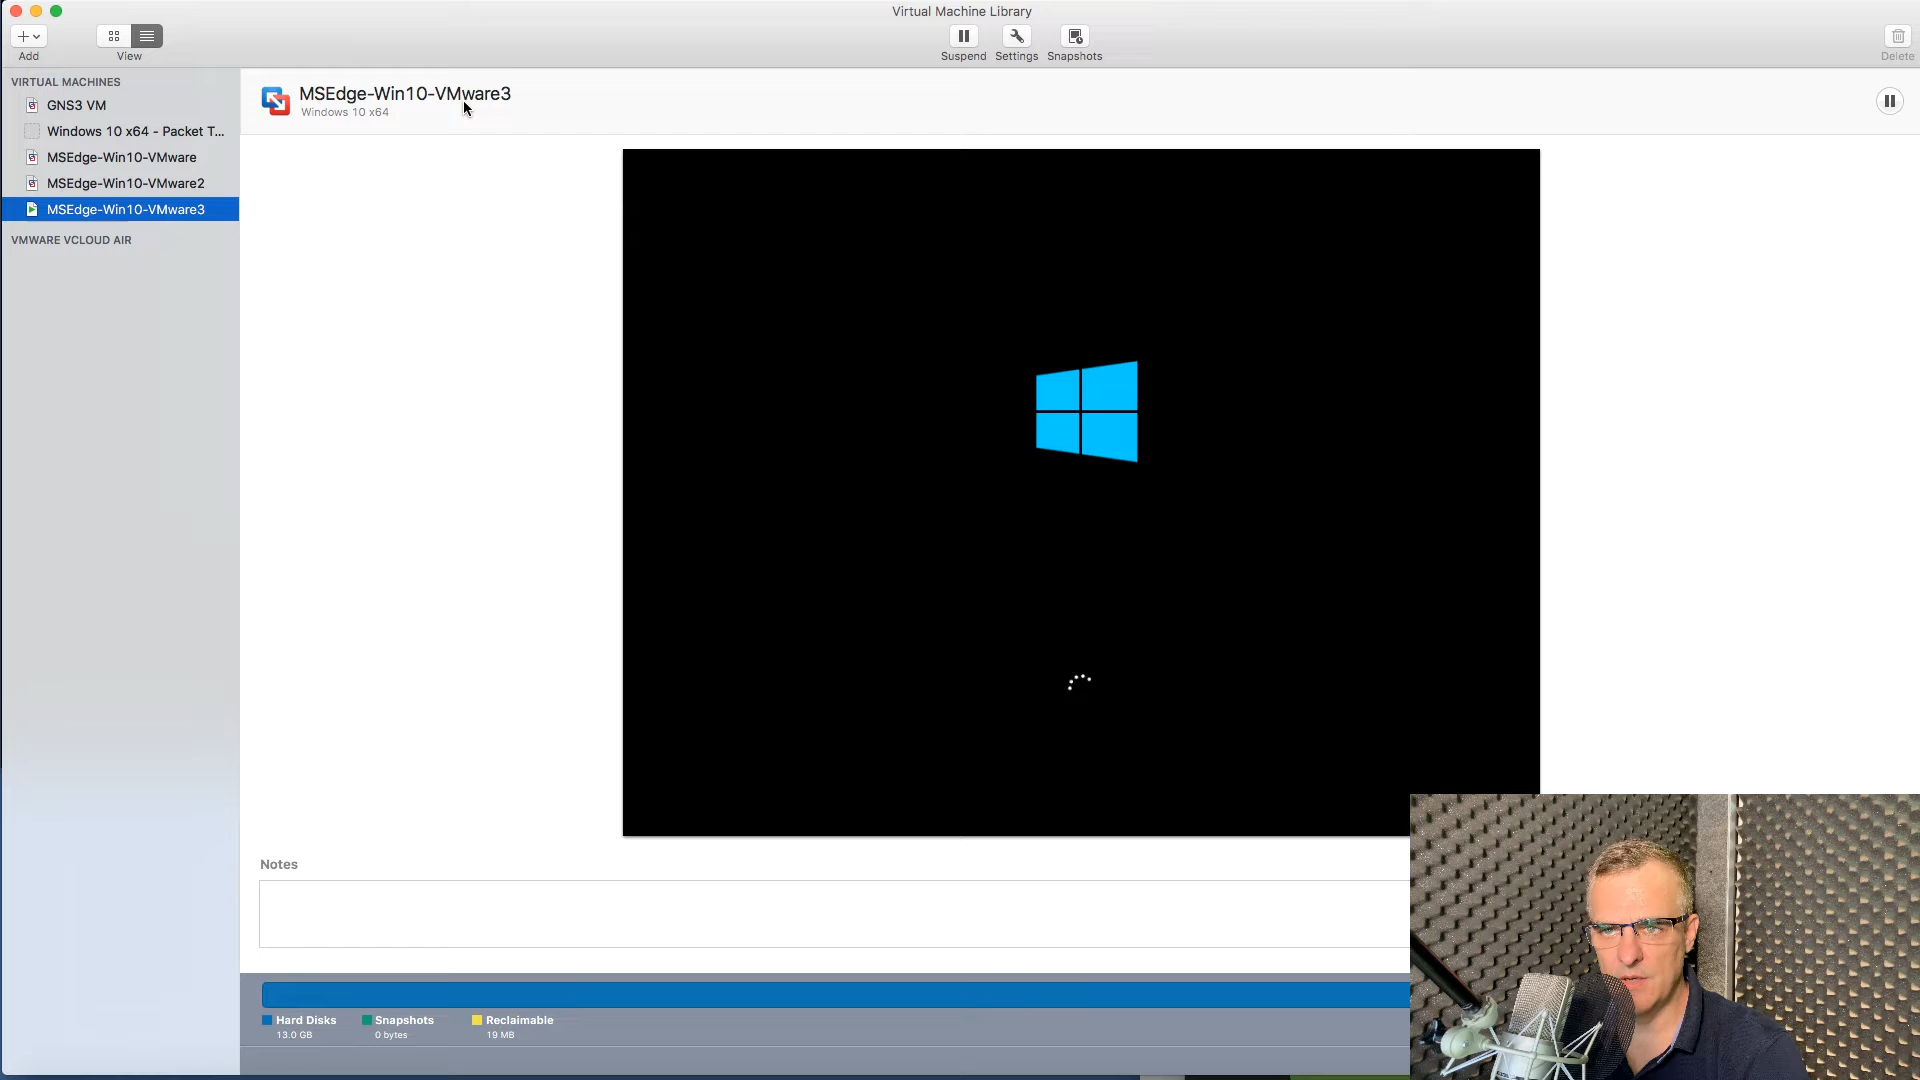 Virtual Machine Library
Add
View
Suspend
Settings
Snapshots
Delete
VIRTUAL MACHINES
GNS3 VM
Windows 10 x64 - Packet T...
MSEdge-Win10-VMware
MSEdge-Win10-VMware2
MSEdge-Win10-VMware3
VMWARE VCLOUD AIR
MSEdge-Win10-VMware3
Windows 10 x64
Notes
Hard Disks
13.0 GB
Snapshots
0 bytes
Reclaimable
19 MB